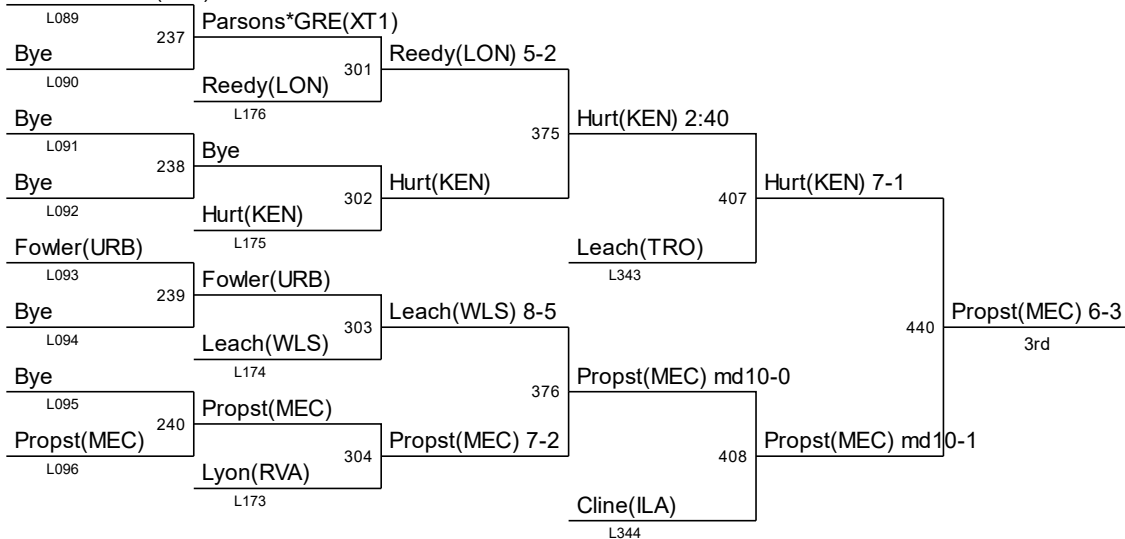 L089
237
Parsons*GRE(XT1)
Bye
301
Reedy(LON) 5-2
L090
Reedy(LON)
L176
Bye
375
Hurt(KEN) 2:40
L091
238
Bye
Bye
302
Hurt(KEN)
407
Hurt(KEN) 7-1
L092
Hurt(KEN)
L175
Fowler(URB)
Leach(TRO)
L093
L343
239
Fowler(URB)
Bye
303
Leach(WLS) 8-5
440
Propst(MEC) 6-3
L094
Leach(WLS)
3rd
L174
Bye
376
Propst(MEC) md10-0
L095
240
Propst(MEC)
Propst(MEC)
304
Propst(MEC) 7-2
408
Propst(MEC) md10-1
L096
Lyon(RVA)
L173
Cline(ILA)
L344